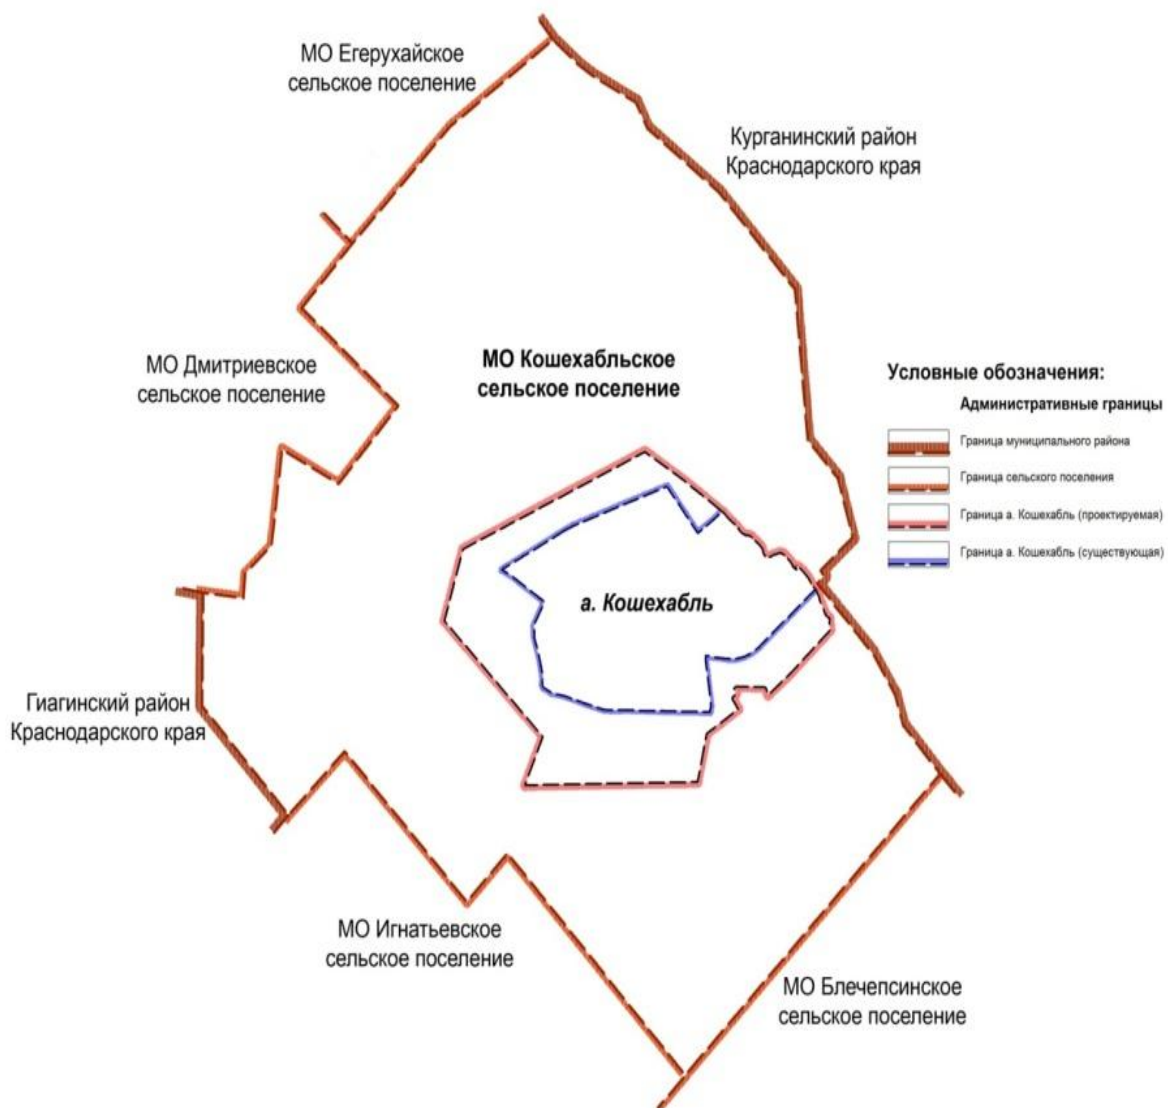 МО Егерухайское
сельское поселение
Курганинский район
Краснодарского края
МО Дмитриевское
сельское поселение
МО Кошехабльское
сельское поселение
Условные обозначения:
Административные границы
Граница муниципального района
Граница сельского поселения
Граница а. Кошехабль (проектируемая)
Граница а. Кошехабль (существующая)
а. Кошехабль
Гиагинский район
Краснодарского края
МО Игнатьевское
сельское поселение
МО Блечепсинское
сельское поселение